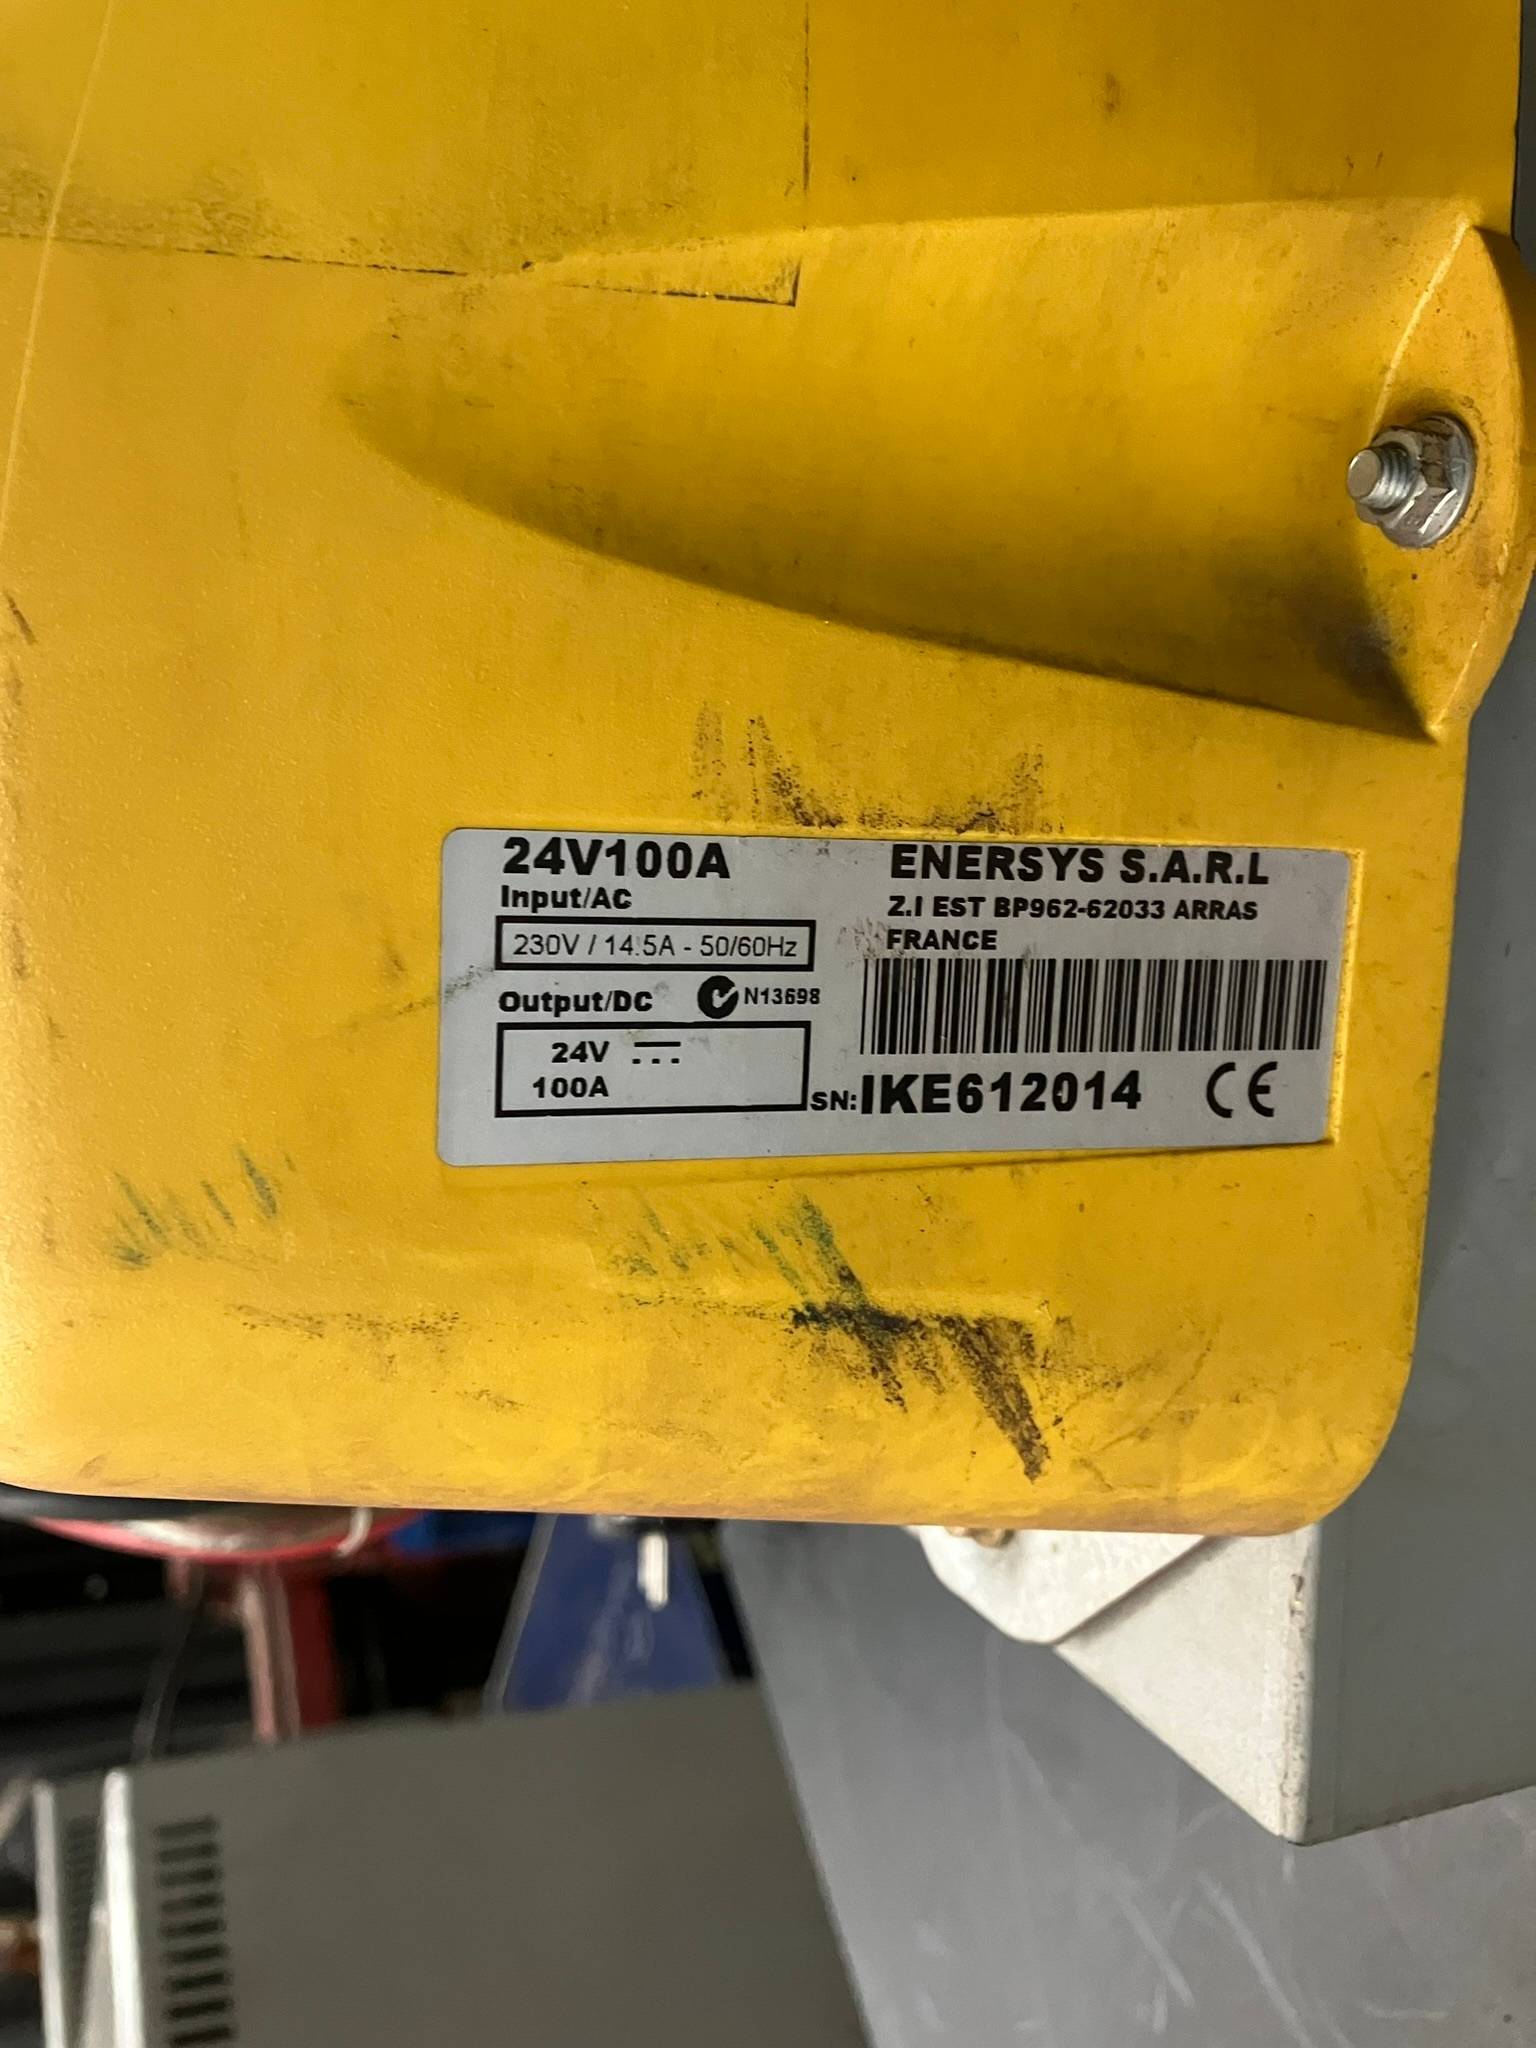 24V100A
Input/AC
230V / 14.5A - 50/60Hz
Output/DC N13698
24V
100A
ENERSYS S.A.R.L
Z.I EST BP962-62033 ARRAS
FRANCE
SN:IKE612014 CE